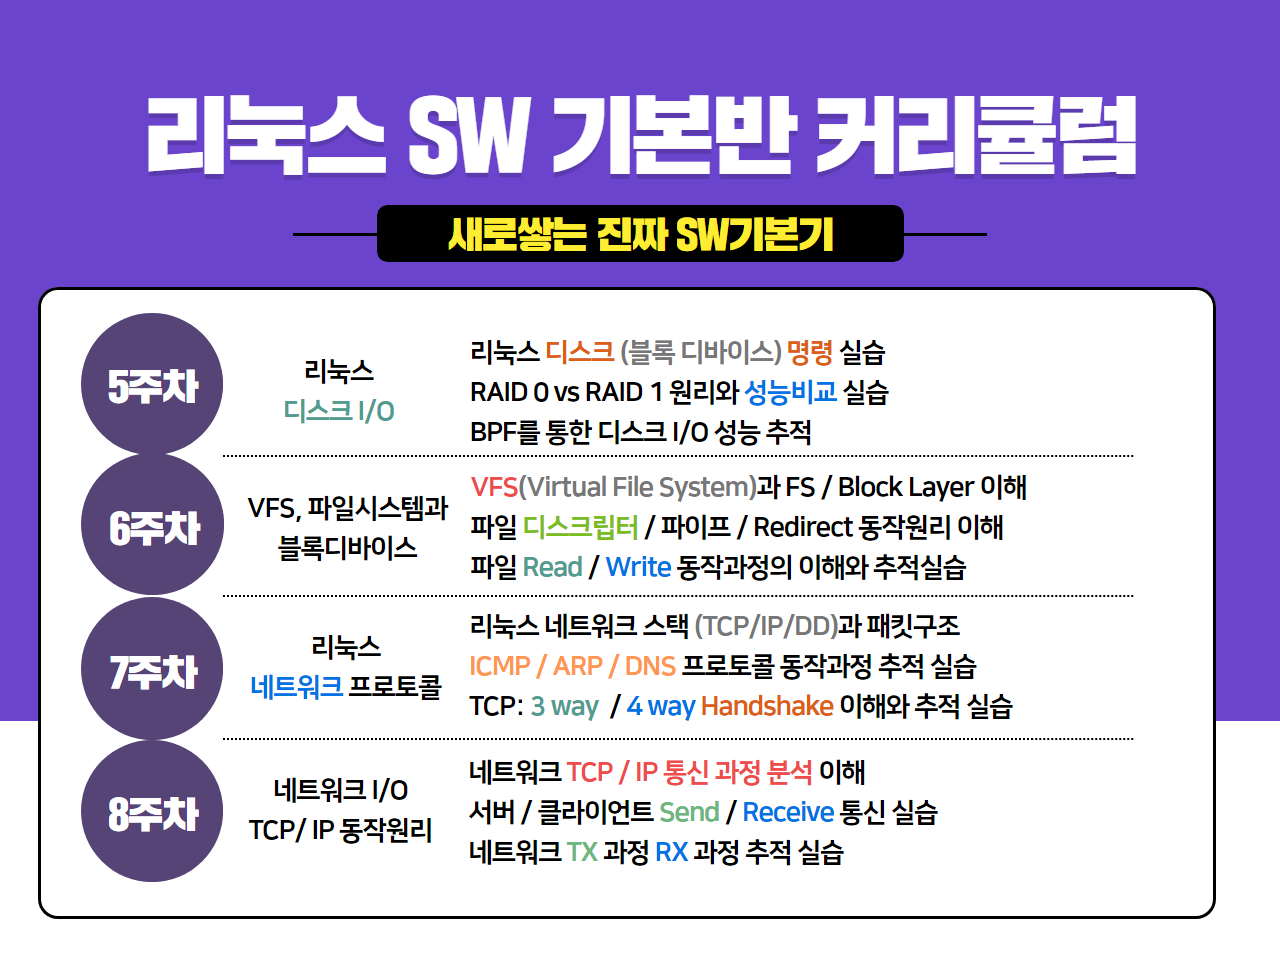 리눅스 SW 기본반 커리큘럼
새로쌓는 진짜 SW기본기
5주차
리눅스
디스크 I/O
리눅스 디스크 (블록 디바이스) 명령 실습
RAID 0 vs RAID 1 원리와 성능비교 실습
BPF를 통한 디스크 I/O 성능 추적
6주차
VFS, 파일시스템과
블록디바이스
VFS(Virtual File System)과 FS / Block Layer 이해
파일 디스크립터 / 파이프 / Redirect 동작원리 이해
파일 Read / Write 동작과정의 이해와 추적실습
7주차
리눅스
네트워크 프로토콜
리눅스 네트워크 스택 (TCP/IP/DD)과 패킷구조
ICMP / ARP / DNS 프로토콜 동작과정 추적 실습
TCP: 3 way / 4 way Handshake 이해와 추적 실습
8주차
네트워크 I/O
TCP/ IP 동작원리
네트워크 TCP / IP 통신 과정 분석 이해
서버 / 클라이언트 Send / Receive 통신 실습
네트워크 TX 과정 RX 과정 추적 실습